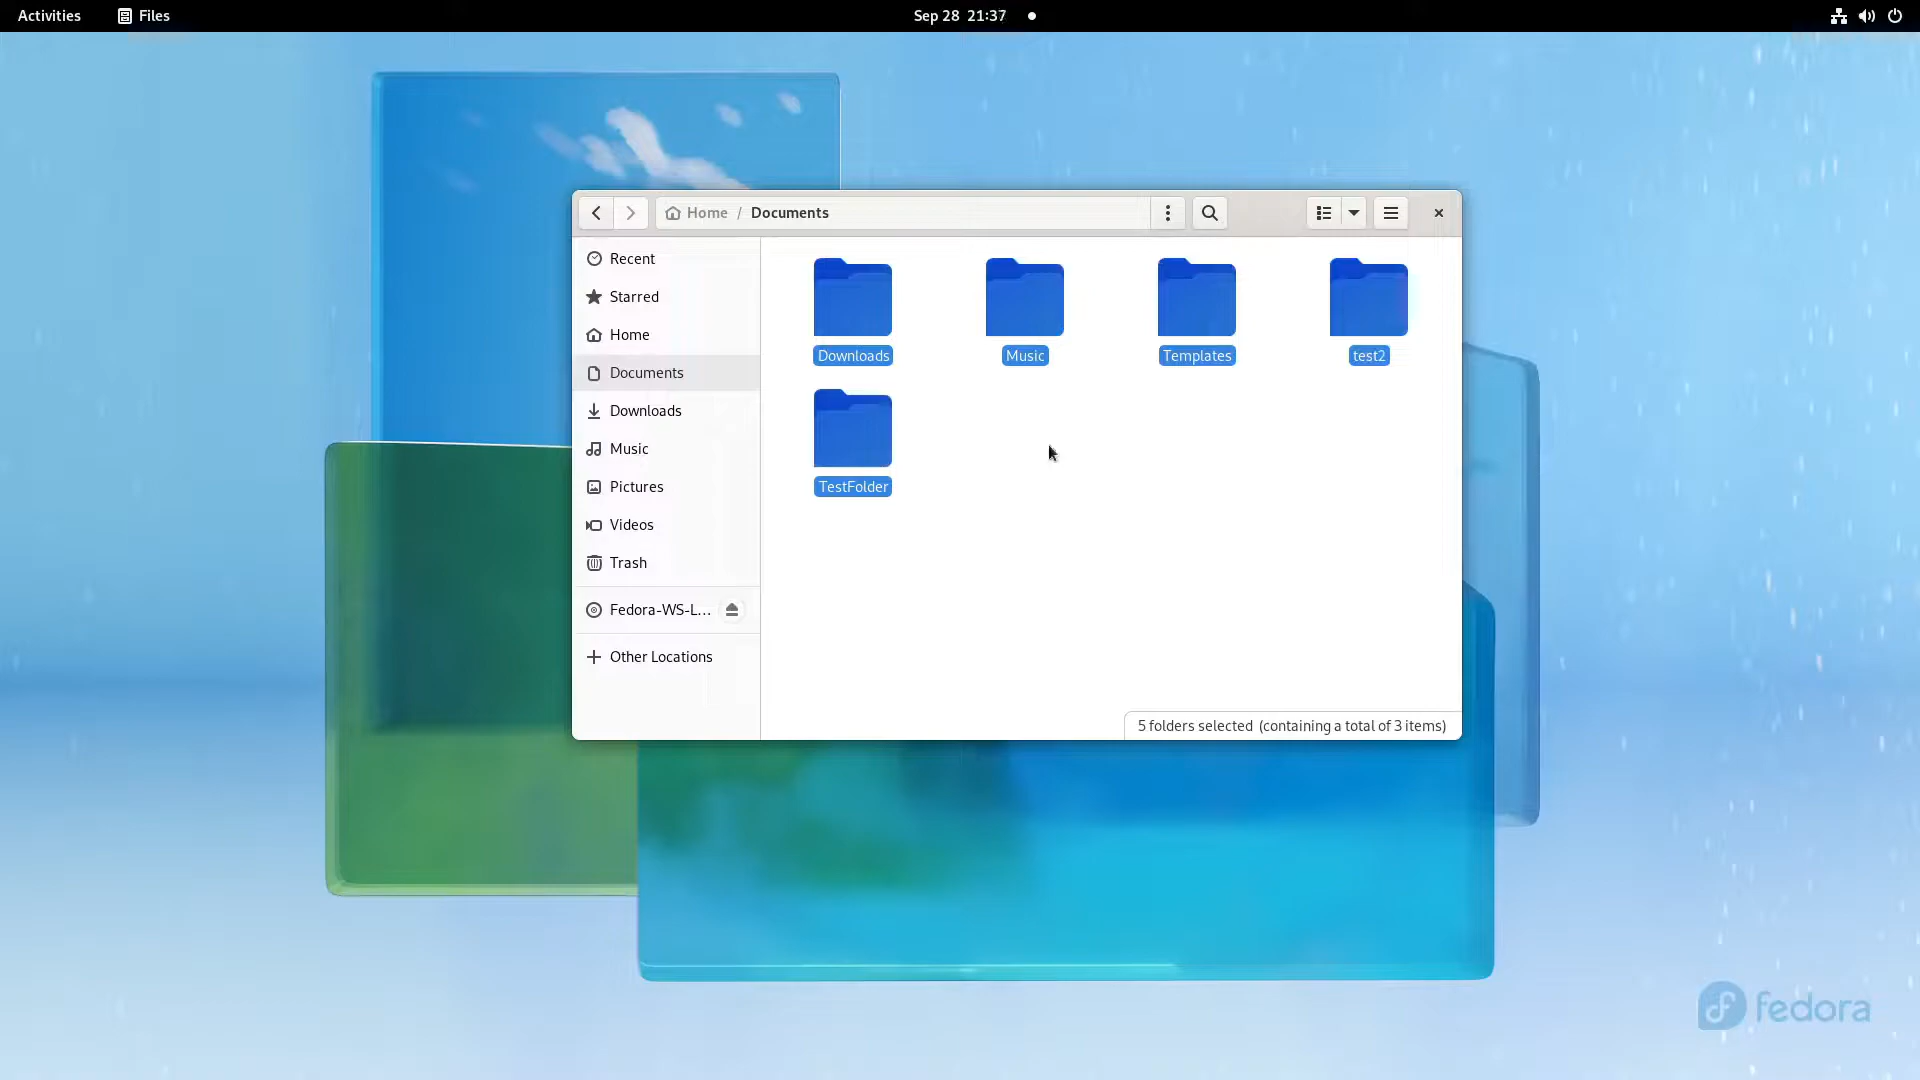 Activities Files Sep 28 21:37
Home / Documents
Recent
Starred
Home
Documents
Downloads
Music
Pictures
Videos
Trash
Fedora-WS-L...
Other Locations
Downloads Music Templates test2
TestFolder
5 folders selected (containing a total of 3 items)
fedora